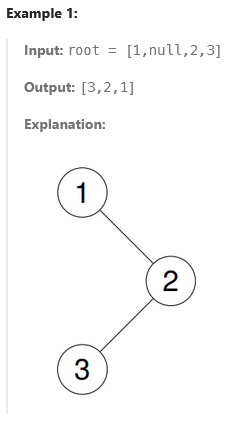 Example 1:
Input: root = [1,null,2,3]
Output: [3,2,1]
Explanation:
1
2
3